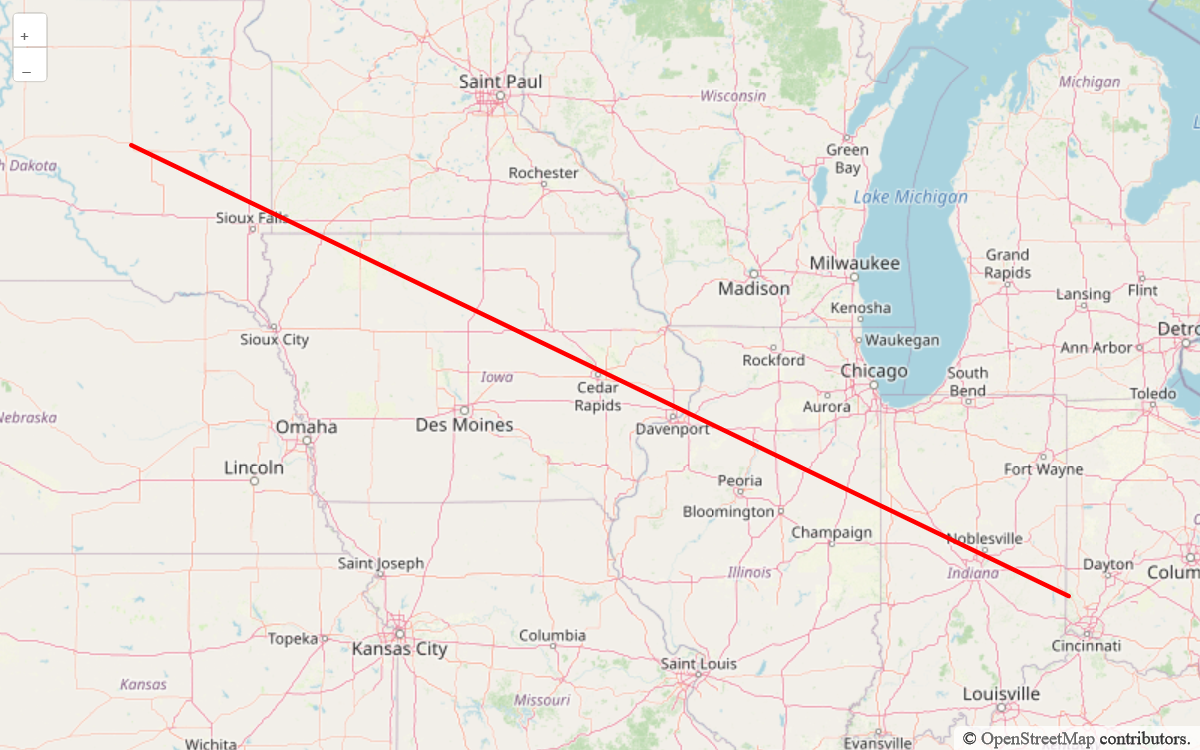 +
−
Saint Paul
Wisconsin
Michigan
Green
Bay
h Dakota
Rochester
Lake Michigan
Sioux Falls
Milwaukee
Grand
Rapids
Madison
Lansing
Flint
Kenosha
Detro
Sioux City
Waukegan
Ann Arbor
Rockford
Chicago
South
Bend
Iowa
Cedar
Rapids
Toledo
Aurora
Nebraska
Omaha
Des Moines
Davenport
Lincoln
Fort Wayne
Peoria
Bloomington
Champaign
Noblesville
Saint Joseph
Dayton
Illinois
Indiana
Colum
Topeka
Columbia
Kansas City
Cincinnati
Saint Louis
Kansas
Missouri
Louisville
Wichita
Evansville
© OpenStreetMap contributors.